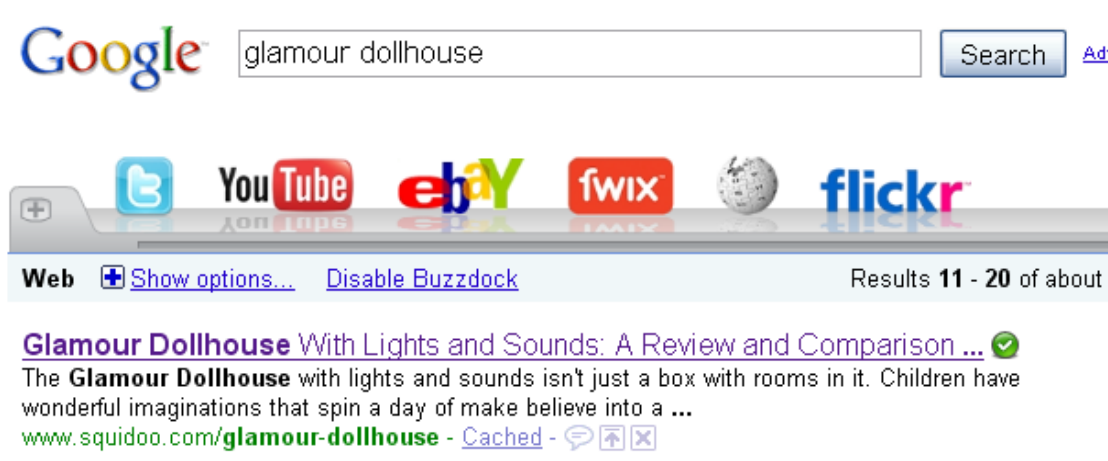 Google glamour dollhouse Search
You Tube ebay fwix flickr
Web Show options... Disable Buzzdock Results 11 - 20 of about
Glamour Dollhouse With Lights and Sounds: A Review and Comparison ...
The Glamour Dollhouse with lights and sounds isn't just a box with rooms in it. Children have
wonderful imaginations that spin a day of make believe into a ...
www.squidoo.com/glamour-dollhouse - Cached -